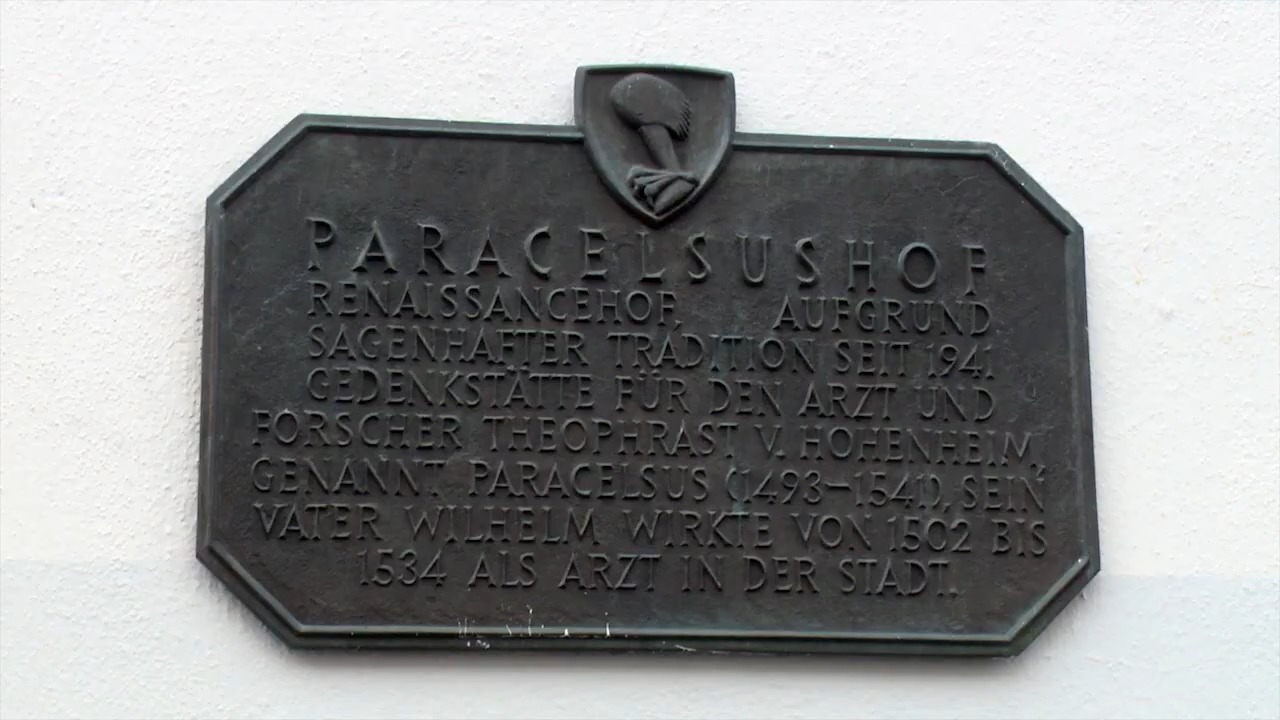 PARACELSUSHOF
RENAISSANCEHOF, AUFGRUND
SAGENHAFTER TRADITION SEIT 1941
GEDENKSTÄTTE FÜR DEN ARZT UND
FORSCHER THEOPHRAST V. HOHENHEIM,
GENANNT PARACELSUS (1493–1541), SEIN
VATER WILHELM WIRKTE VON 1502 BIS
1534 ALS ARZT IN DER STADT.